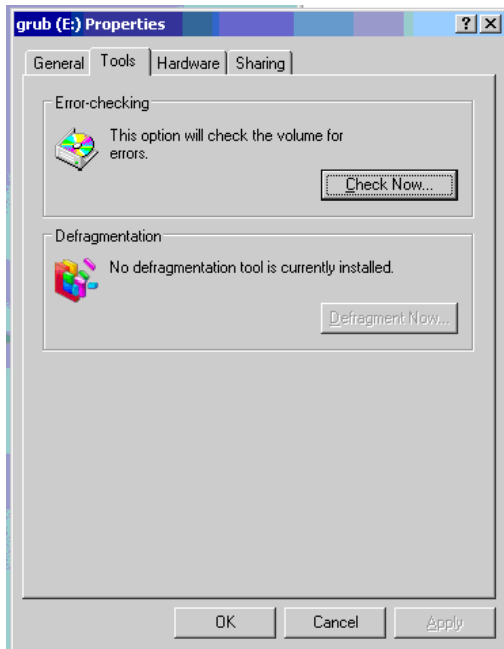 grub (E:) Properties
General Tools Hardware Sharing
Error-checking
This option will check the volume for
errors.
Check Now...
Defragmentation
No defragmentation tool is currently installed.
Defragment Now...
OK Cancel Apply